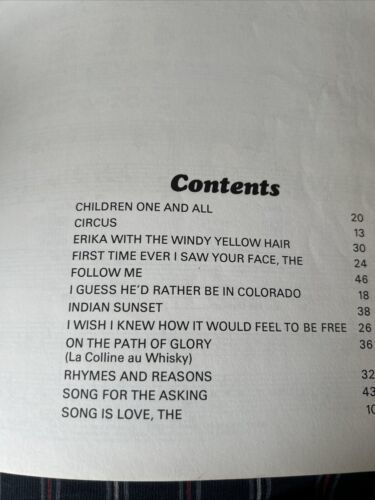 Contents
CHILDREN ONE AND ALL 20
CIRCUS 13
ERIKA WITH THE WINDY YELLOW HAIR 30
FIRST TIME EVER I SAW YOUR FACE, THE 24
FOLLOW ME 46
I GUESS HE'D RATHER BE IN COLORADO 18
INDIAN SUNSET 38
I WISH I KNEW HOW IT WOULD FEEL TO BE FREE 26
ON THE PATH OF GLORY 36
(La Colline au Whisky)
RHYMES AND REASONS 32
SONG FOR THE ASKING 43
SONG IS LOVE, THE 10